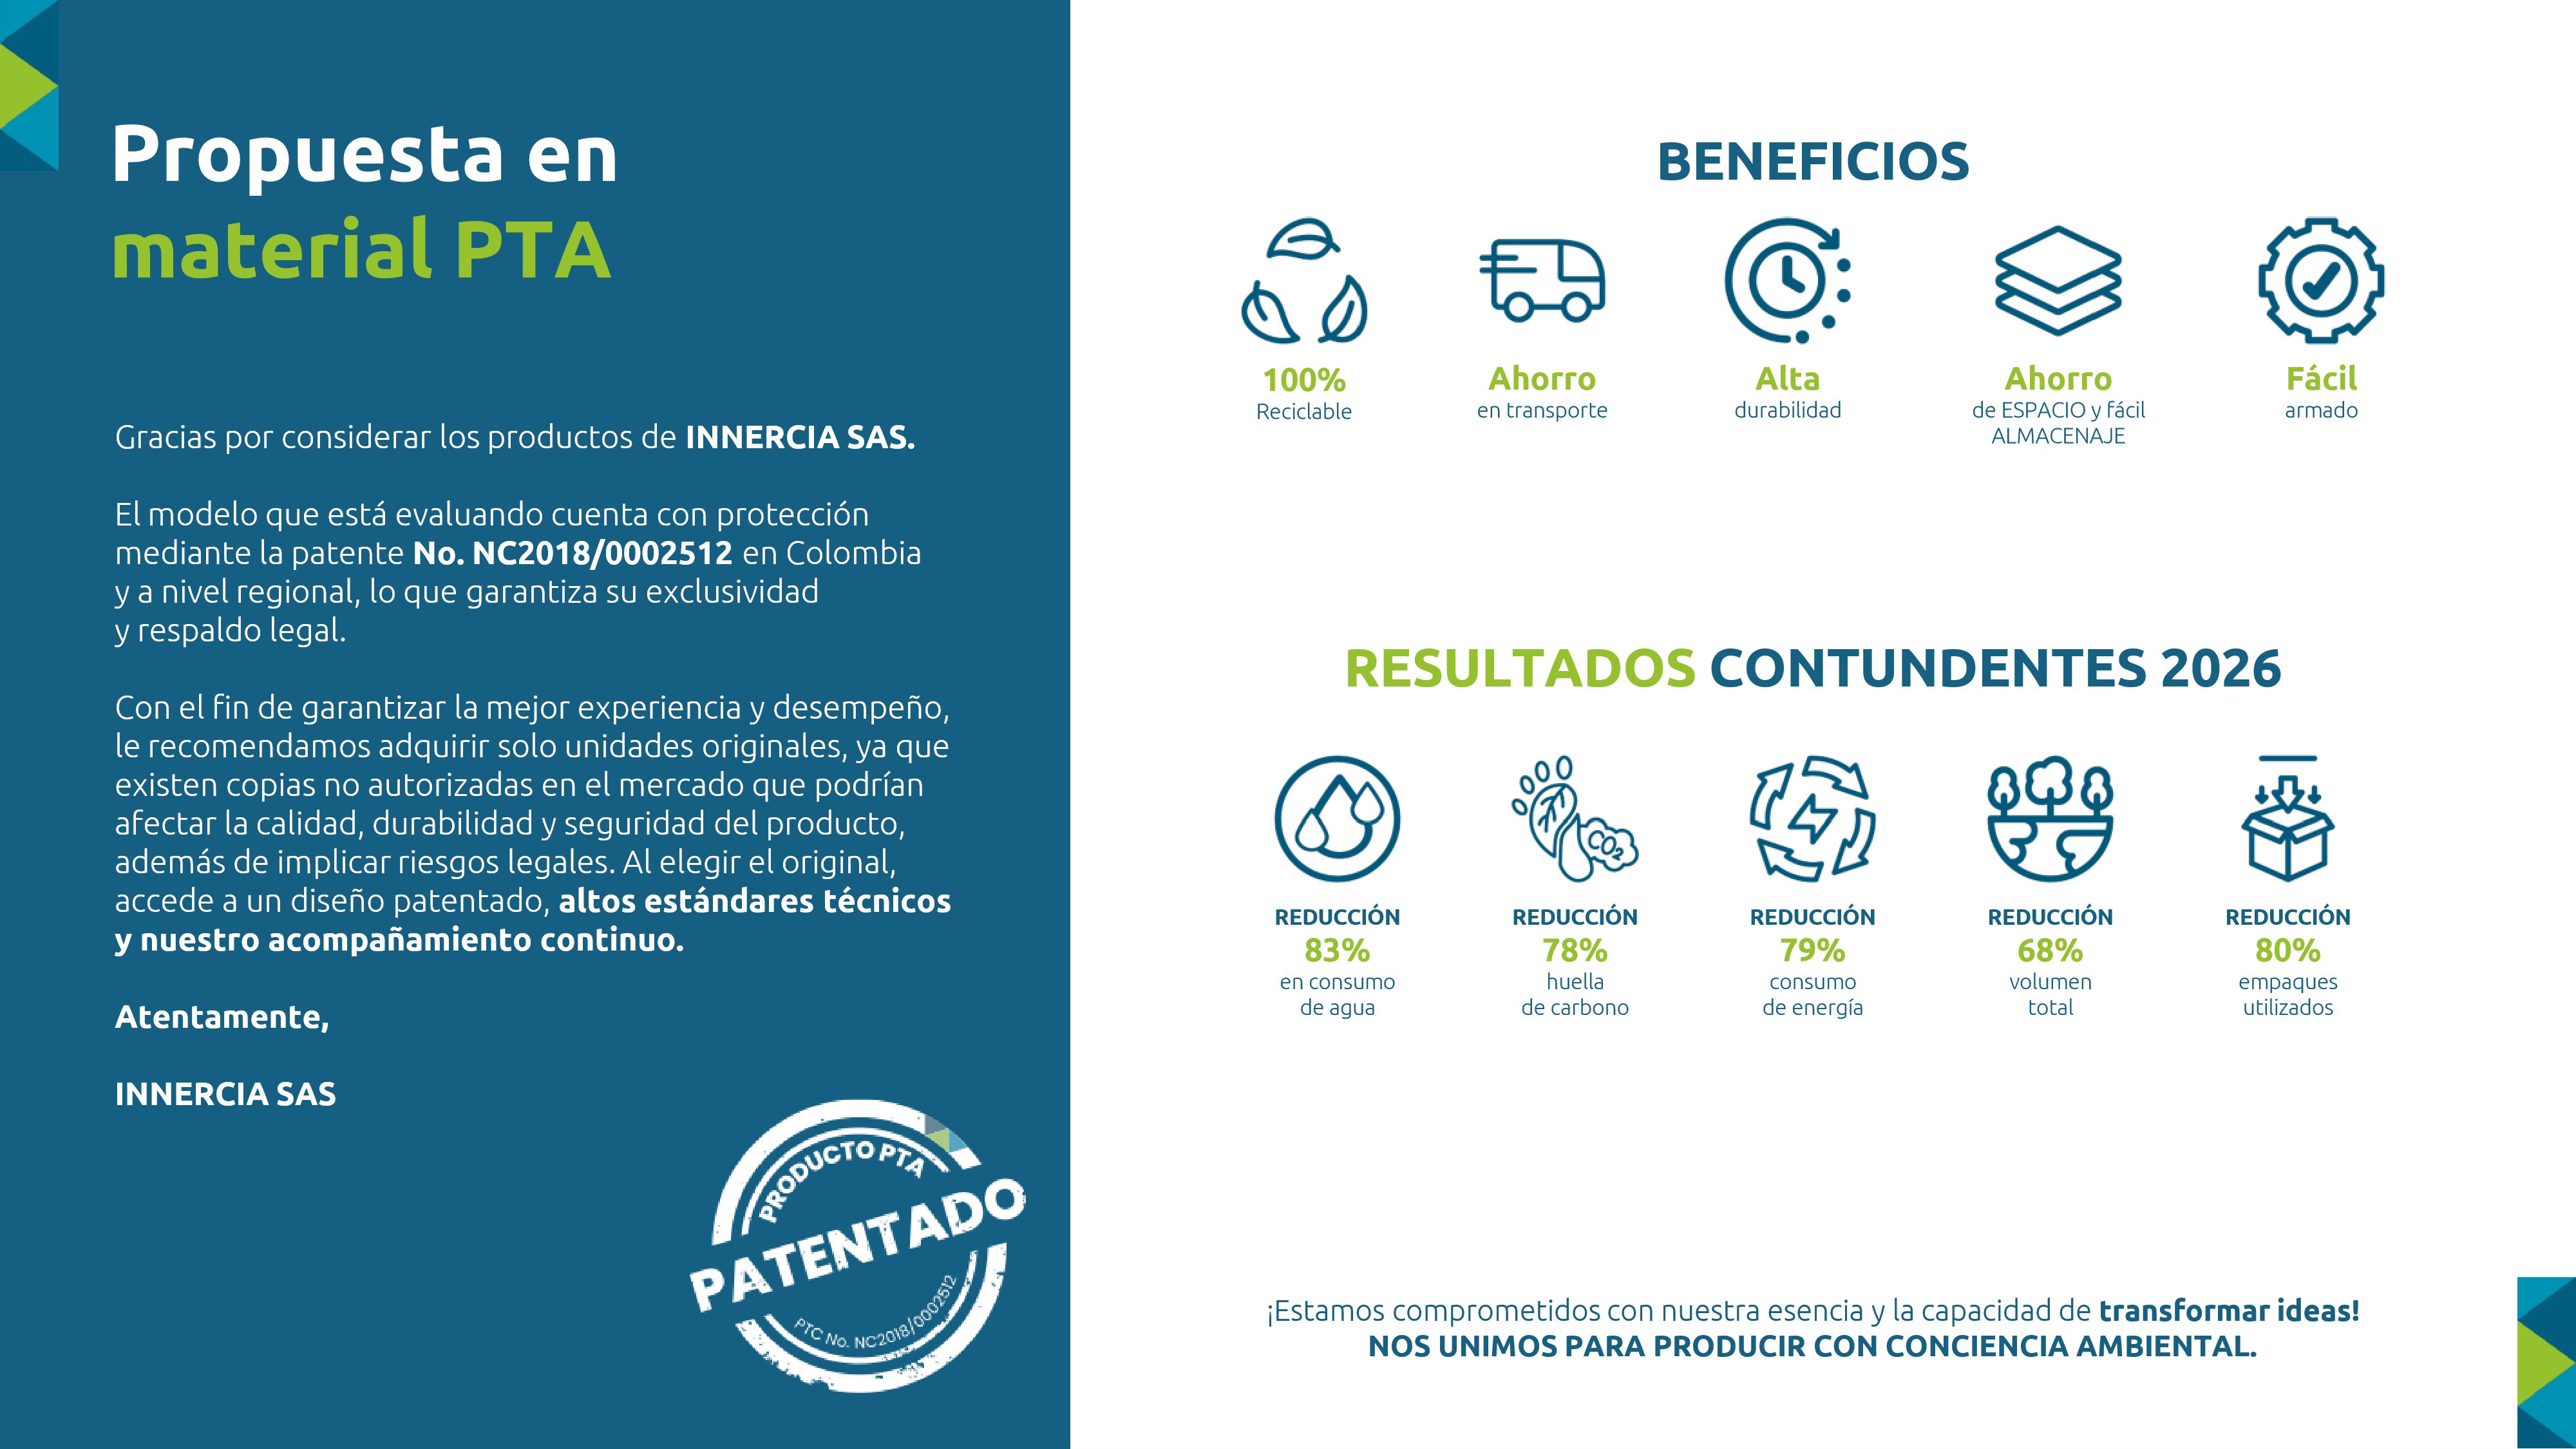 Propuesta en
material PTA
Gracias por considerar los productos de INNERCIA SAS.
El modelo que está evaluando cuenta con protección
mediante la patente No. NC2018/0002512 en Colombia
y a nivel regional, lo que garantiza su exclusividad
y respaldo legal.
Con el fin de garantizar la mejor experiencia y desempeño,
le recomendamos adquirir solo unidades originales, ya que
existen copias no autorizadas en el mercado que podrían
afectar la calidad, durabilidad y seguridad del producto,
además de implicar riesgos legales. Al elegir el original,
accede a un diseño patentado, altos estándares técnicos
y nuestro acompañamiento continuo.
Atentamente,
INNERCIA SAS
PRODUCTO PTA
PATENTADO
PTC No. NC2018/0002512
BENEFICIOS
100%
Reciclable
Ahorro
en transporte
Alta
durabilidad
Ahorro
de ESPACIO y fácil
ALMACENAJE
Fácil
armado
RESULTADOS CONTUNDENTES 2026
REDUCCIÓN
83%
en consumo
de agua
CO2
REDUCCIÓN
78%
huella
de carbono
REDUCCIÓN
79%
consumo
de energía
REDUCCIÓN
68%
volumen
total
REDUCCIÓN
80%
empaques
utilizados
¡Estamos comprometidos con nuestra esencia y la capacidad de transformar ideas!
NOS UNIMOS PARA PRODUCIR CON CONCIENCIA AMBIENTAL.